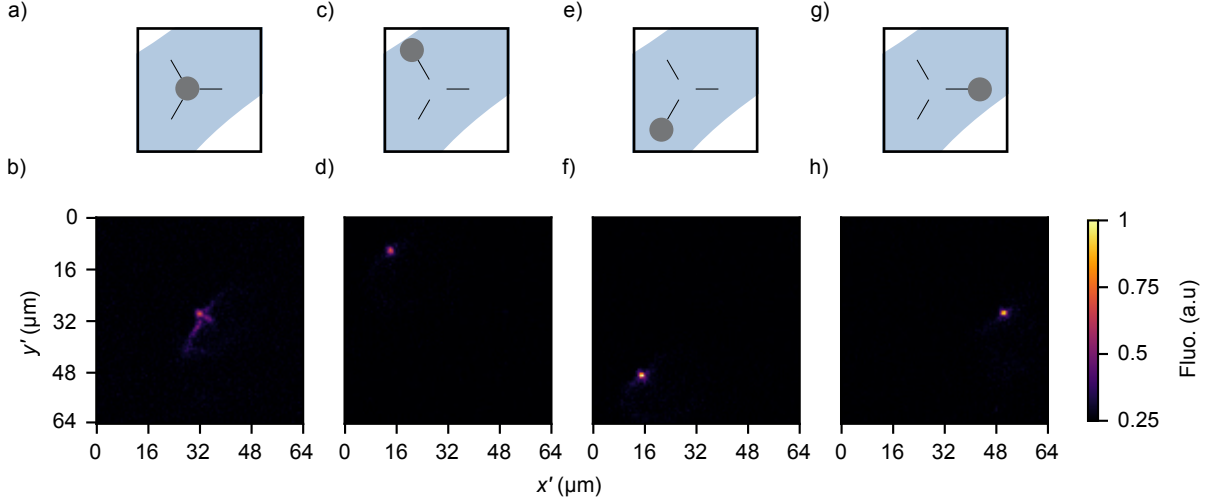 a) c) e) g)
b) d) f) h)
0
16
32
48
64
y′ (μm)
0 16 32 48 64 0 16 32 48 64 0 16 32 48 64 0 16 32 48 64
x′ (μm)
1
0.75
0.5
0.25
Fluo. (a.u)